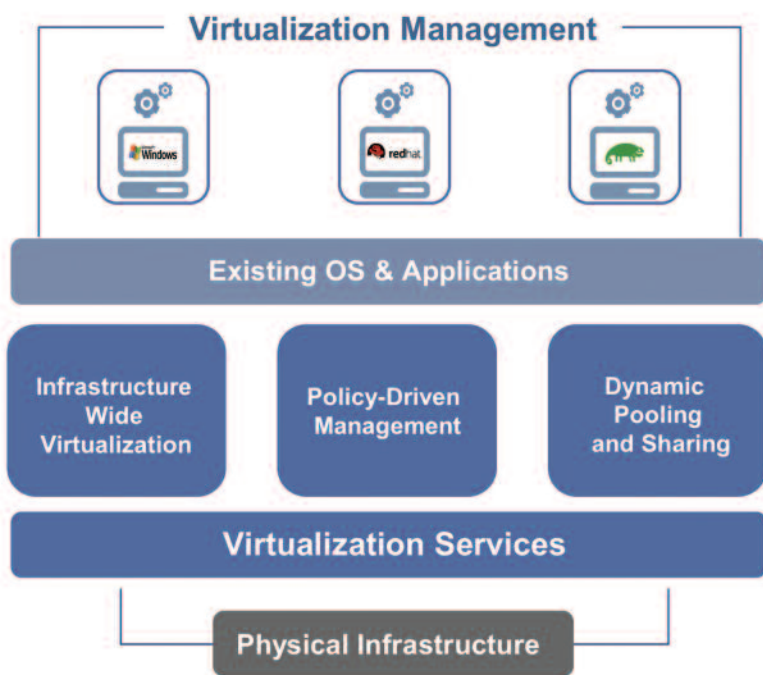 Virtualization Management
Windows
redhat
Existing OS & Applications
Infrastructure
Wide
Virtualization
Policy-Driven
Management
Dynamic
Pooling
and Sharing
Virtualization Services
Physical Infrastructure